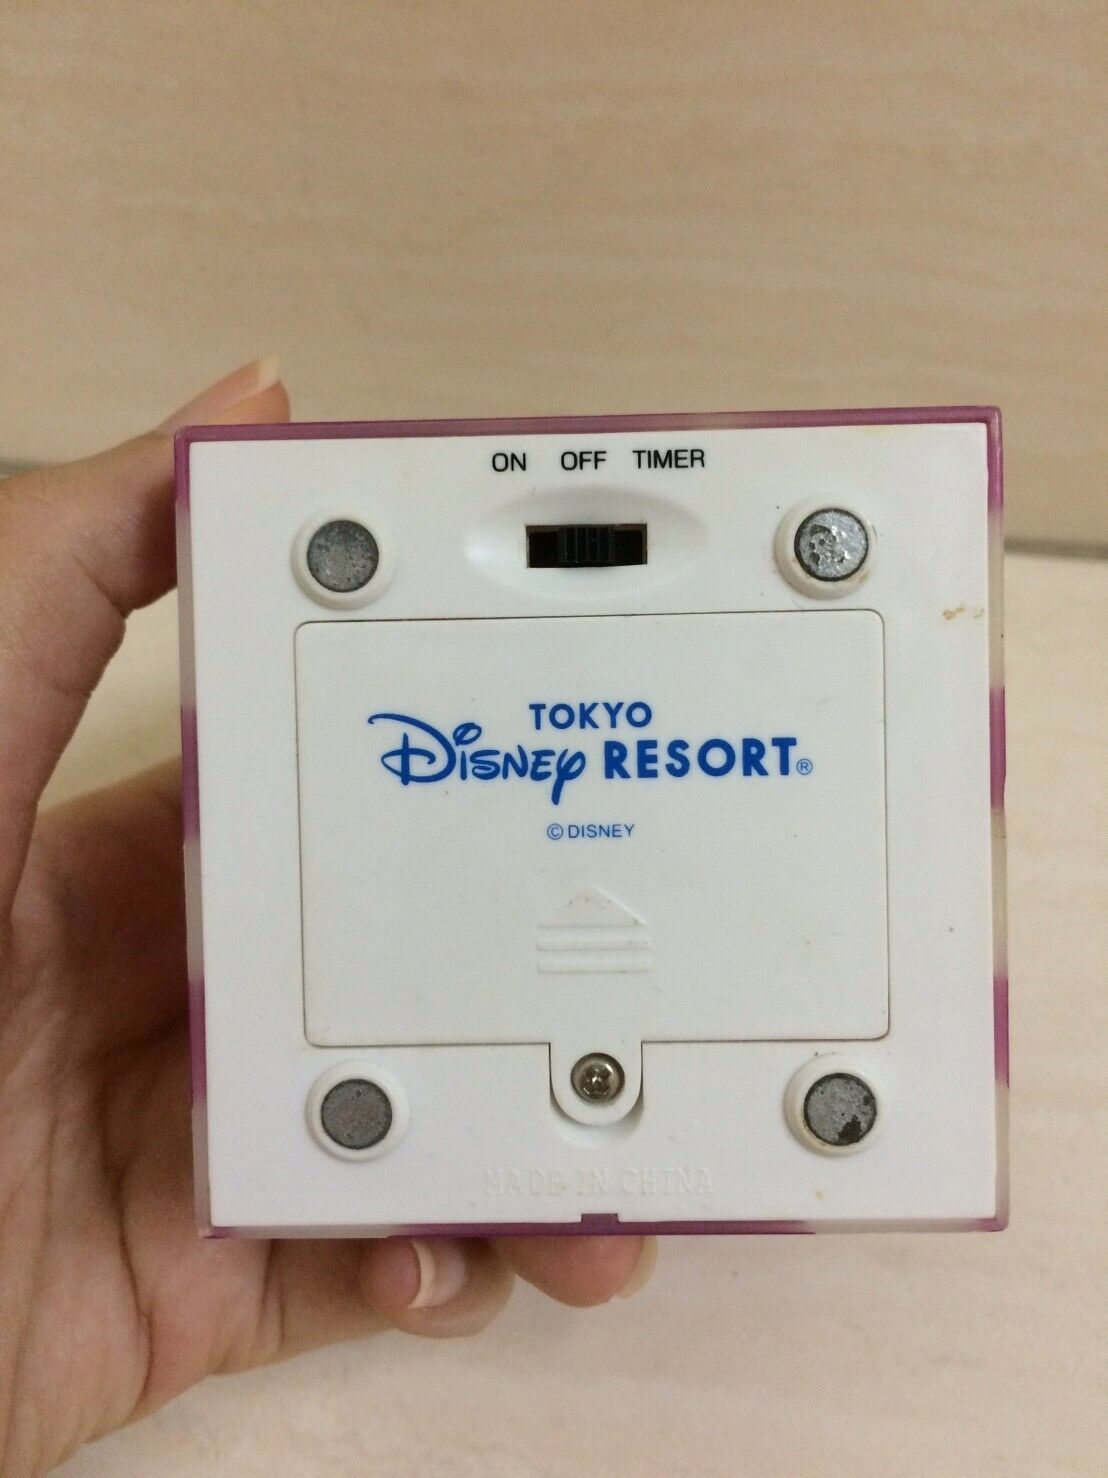 ON OFF TIMER
TOKYO
Disney RESORT®
© DISNEY
MADE IN CHINA